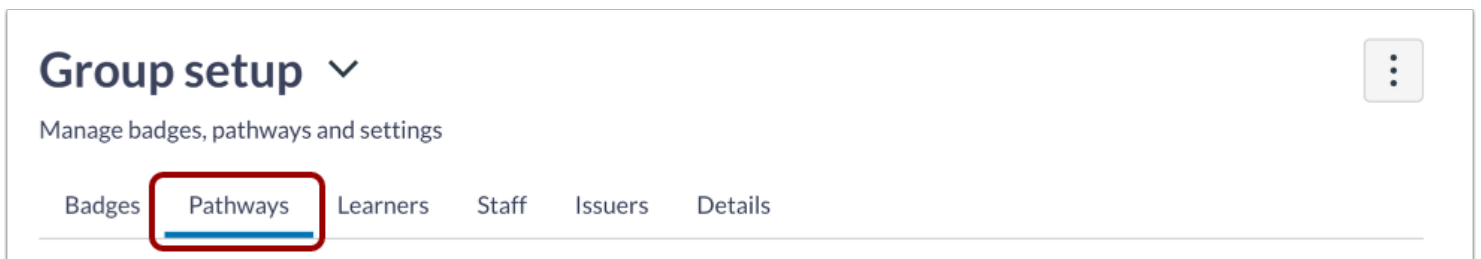 Group setup
Manage badges, pathways and settings
Badges Pathways Learners Staff Issuers Details